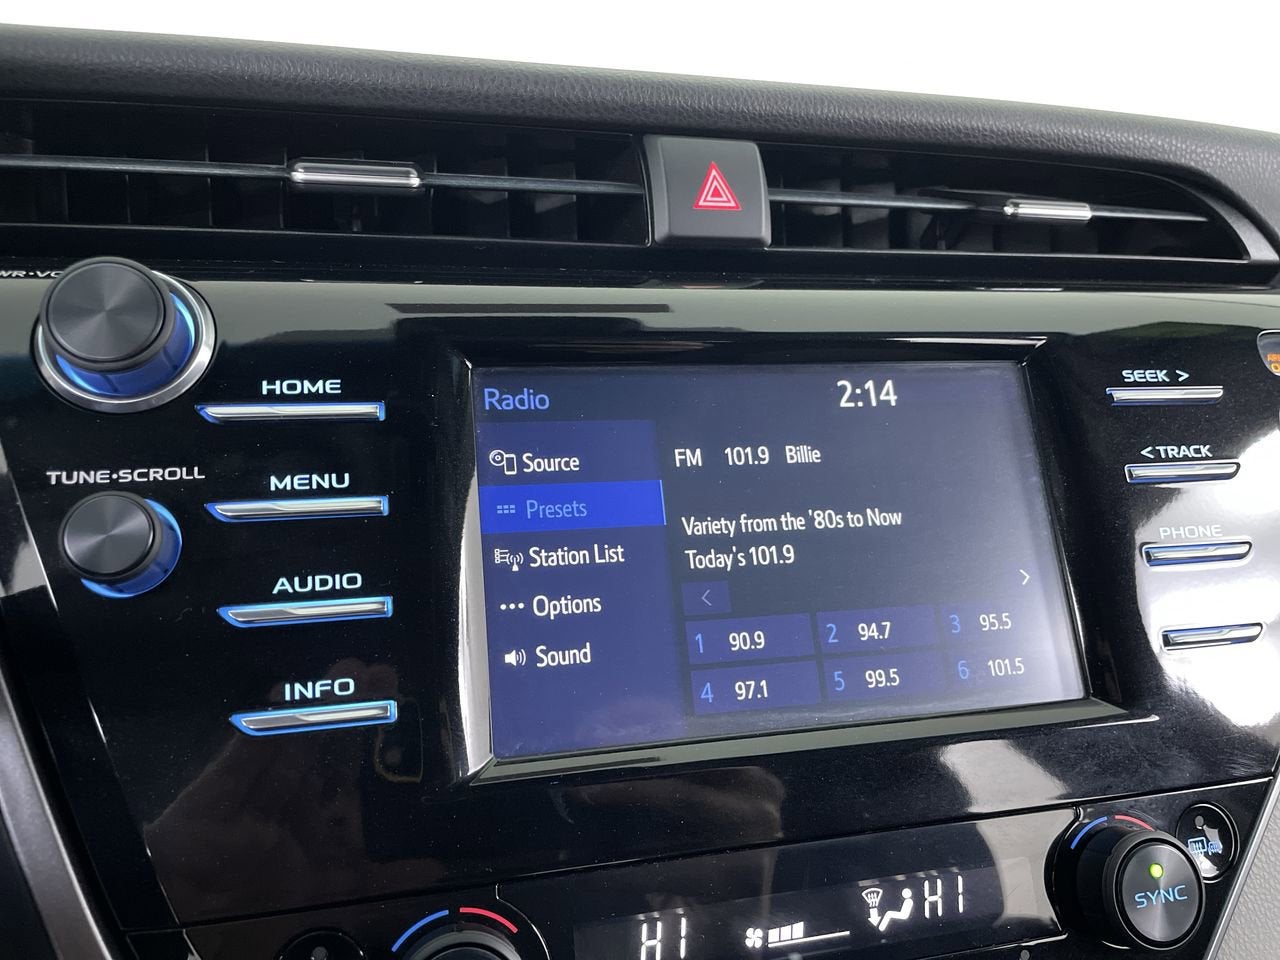 HOME
MENU
TUNE•SCROLL
AUDIO
INFO
Radio
2:14
Source
Presets
Station List
Options
Sound
FM 101.9 Billie
Variety from the '80s to Now
Today's 101.9
<
>
1 90.9
2 94.7
3 95.5
4 97.1
5 99.5
6 101.5
SEEK >
< TRACK
PHONE
HI
HI
SYNC